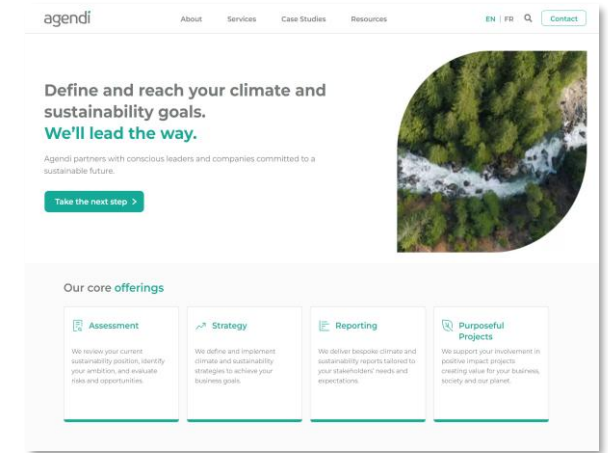 agendi
About Services Case Studies Resources EN | FR Contact
Define and reach your climate and
sustainability goals.
We'll lead the way.
Agendi partners with conscious leaders and companies committed to a
sustainable future.
Take the next step >
Our core offerings
Assessment
We review your current
sustainability position, identify
your ambition, and evaluate
risks and opportunities.
Strategy
We define and implement
climate and sustainability
strategies to achieve your
business goals.
Reporting
We deliver bespoke climate and
sustainability reports tailored to
your stakeholders' needs and
expectations.
Purposeful
Projects
We support your involvement in
positive impact projects
creating value for your business,
society and our planet.